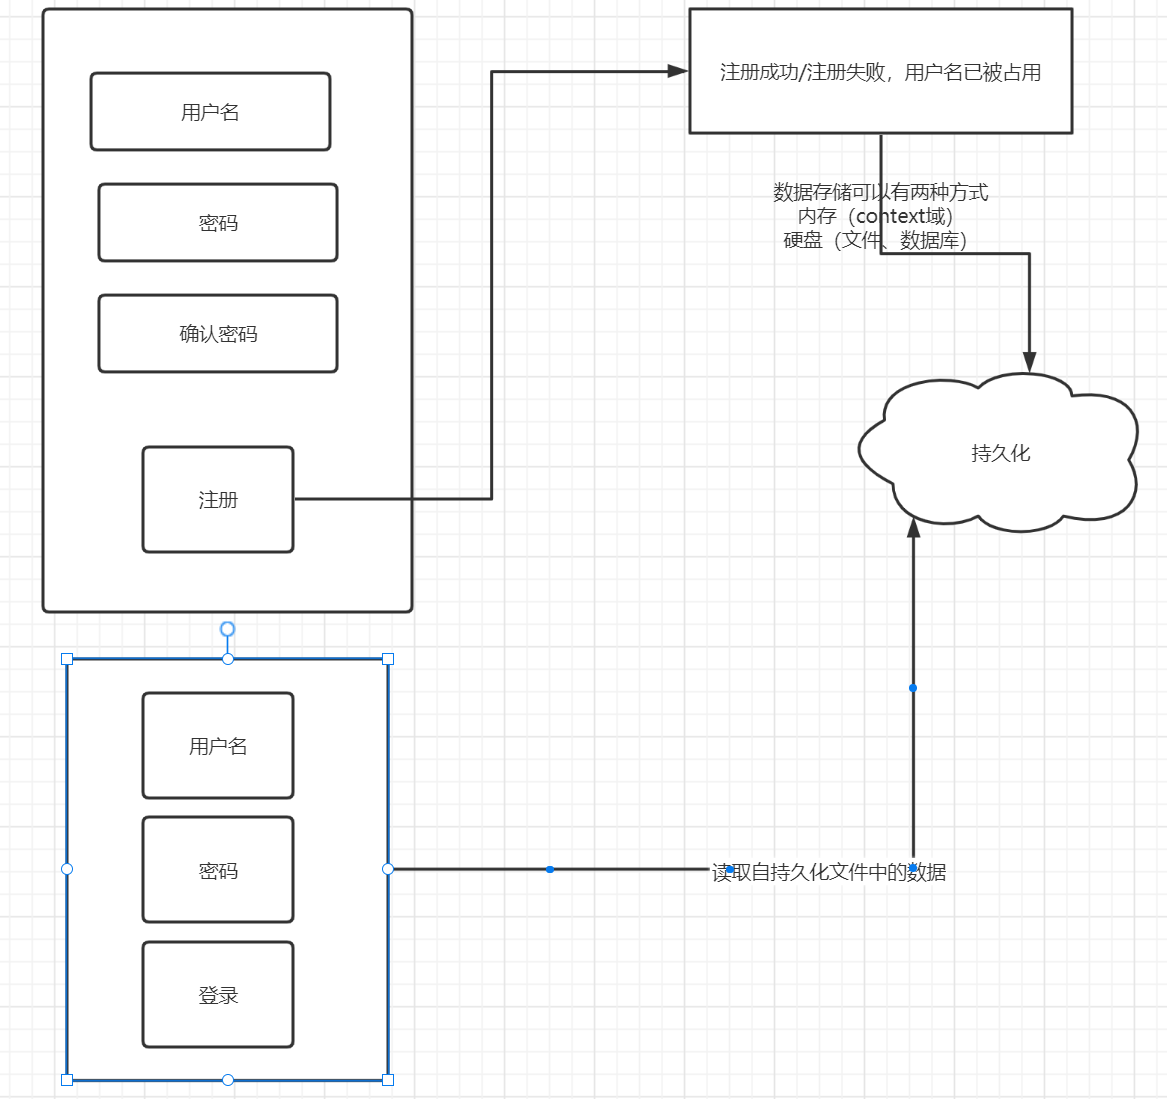 用户名
密码
确认密码
注册
注册成功/注册失败，用户名已被占用
数据存储可以有两种方式
内存（context域）
硬盘（文件、数据库）
持久化
用户名
密码
登录
读取自持久化文件中的数据